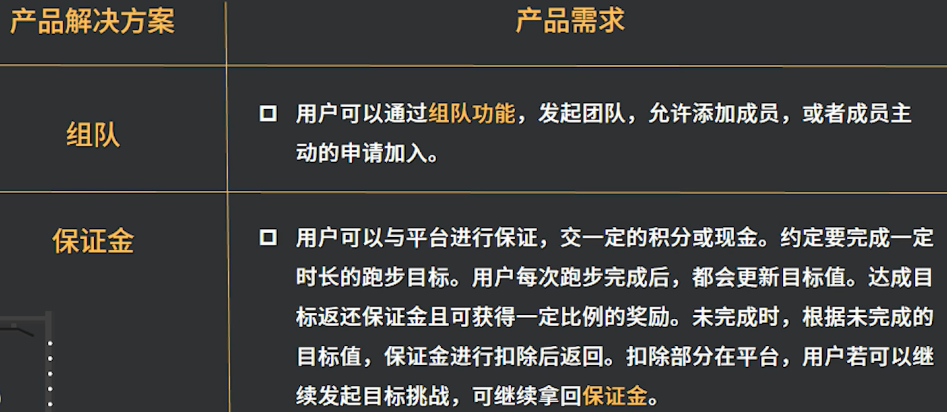 产品解决方案
产品需求
组队
用户可以通过组队功能，发起团队，允许添加成员，或者成员主
动的申请加入。
保证金
用户可以与平台进行保证，交一定的积分或现金。约定要完成一定
时长的跑步目标。用户每次跑步完成后，都会更新目标值。达成目
标返还保证金且可获得一定比例的奖励。未完成时，根据未完成的
目标值，保证金进行扣除后返回。扣除部分在平台，用户若可以继
续发起目标挑战，可继续拿回保证金。